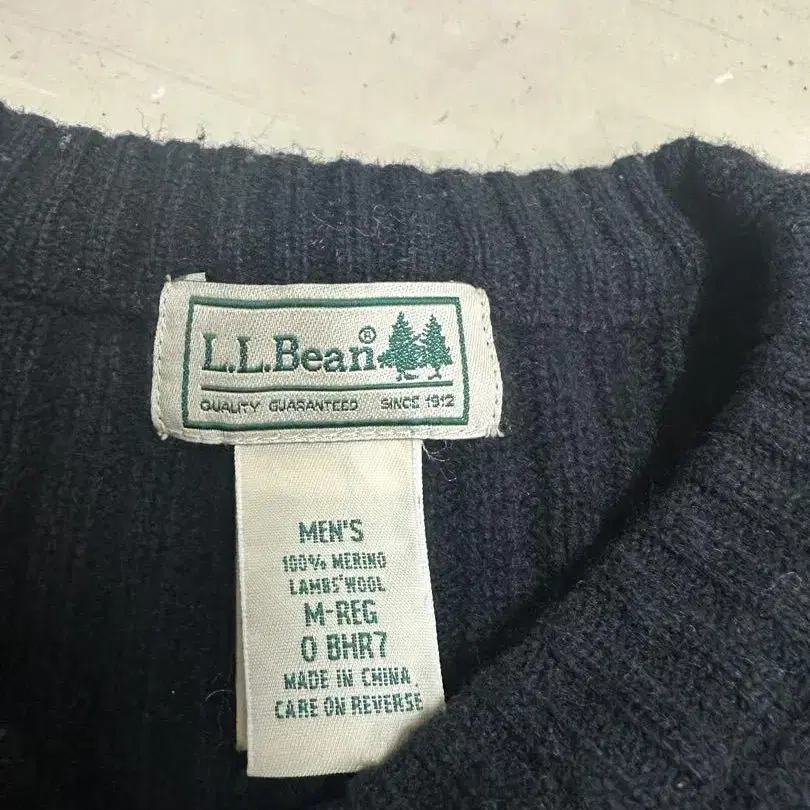 L.L.Bean®
QUALITY GUARANTEED SINCE 1912
MEN'S
100% MERINO
LAMBS' WOOL
M-REG
0 BHR7
MADE IN CHINA
CARE ON REVERSE